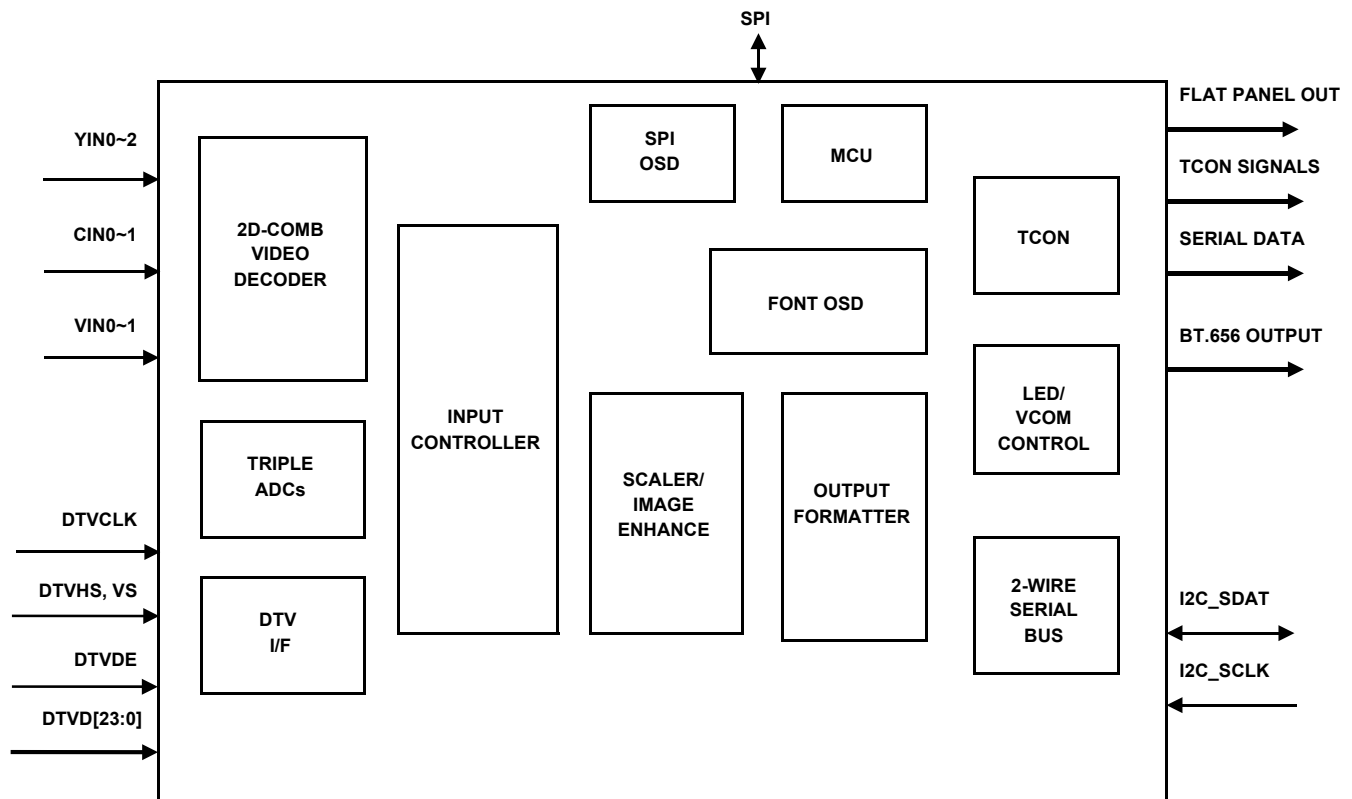 SPI
YIN0~2
CIN0~1
VIN0~1
DTVCLK
DTVHS, VS
DTVDE
DTVD[23:0]
2D-COMB
VIDEO
DECODER
TRIPLE
ADCs
DTV
I/F
INPUT
CONTROLLER
SPI
OSD
MCU
FONT OSD
SCALER/
IMAGE
ENHANCE
OUTPUT
FORMATTER
TCON
LED/
VCOM
CONTROL
2-WIRE
SERIAL
BUS
FLAT PANEL OUT
TCON SIGNALS
SERIAL DATA
BT.656 OUTPUT
I2C_SDAT
I2C_SCLK